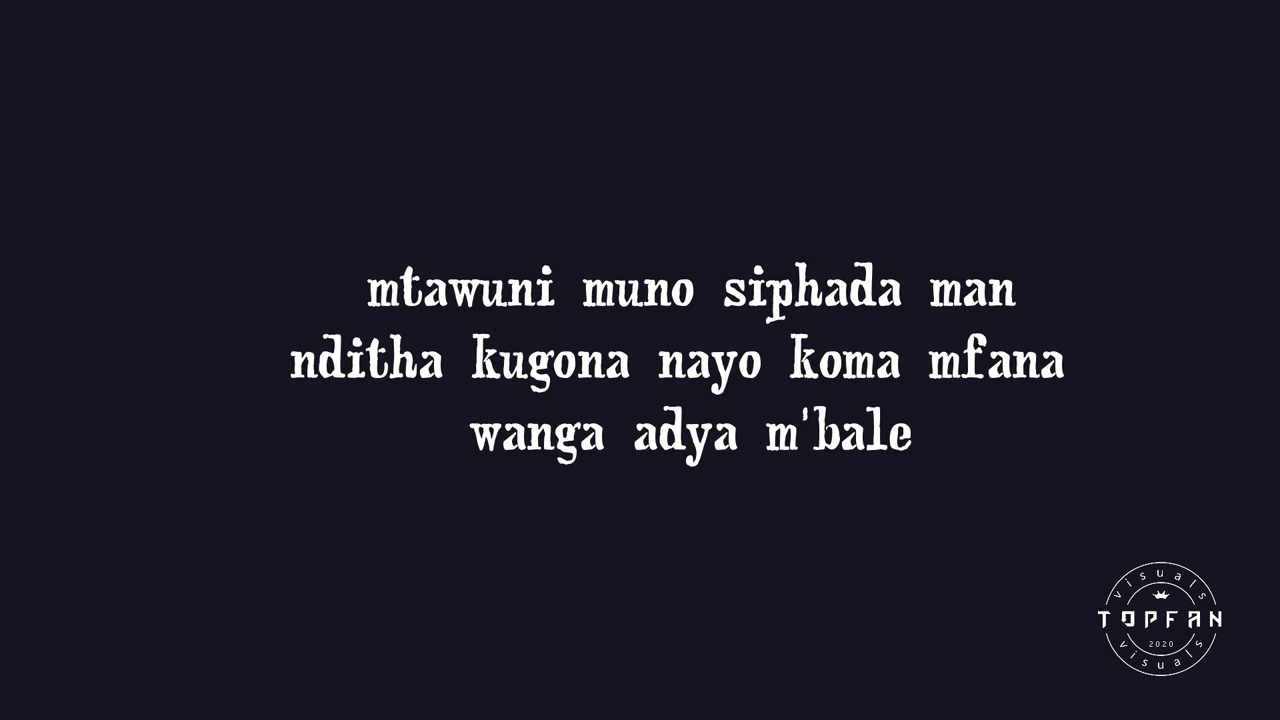 mtawuni muno siphada man
nditha kugona nayo koma mfana
wanga adya m'bale
visuals
TOPFAN
2020
visuals